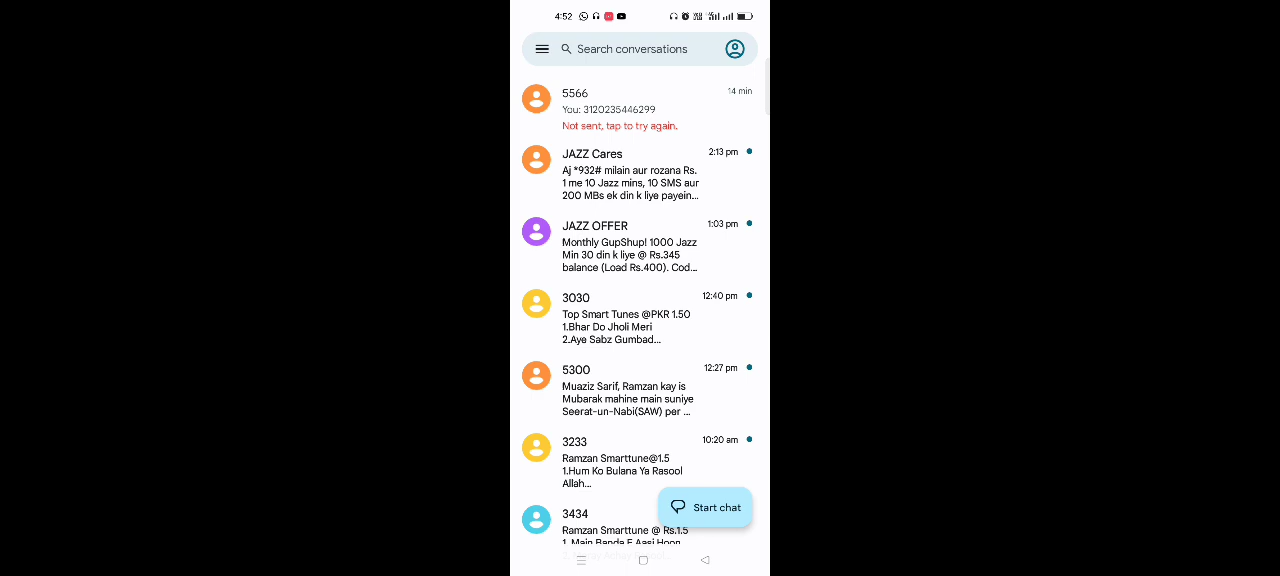 4:52
Search conversations
5566
14 min
You: 3120235446299
Not sent, tap to try again.
JAZZ Cares
2:13 pm
Aj *932# milain aur rozana Rs.
1 me 10 Jazz mins, 10 SMS aur
200 MBs ek din k liye payein...
JAZZ OFFER
1:03 pm
Monthly GupShup! 1000 Jazz
Min 30 din k liye @ Rs.345
balance (Load Rs.400). Cod...
3030
12:40 pm
Top Smart Tunes @PKR 1.50
1.Bhar Do Jholi Meri
2.Aye Sabz Gumbad...
5300
12:27 pm
Muaziz Sarif, Ramzan kay is
Mubarak mahine main suniye
Seerat-un-Nabi(SAW) per ...
3233
10:20 am
Ramzan Smarttune@1.5
1.Hum Ko Bulana Ya Rasool
Allah...
Start chat
3434
Ramzan Smarttune @ Rs.1.5
1. Main Banda E Aasi Hoon